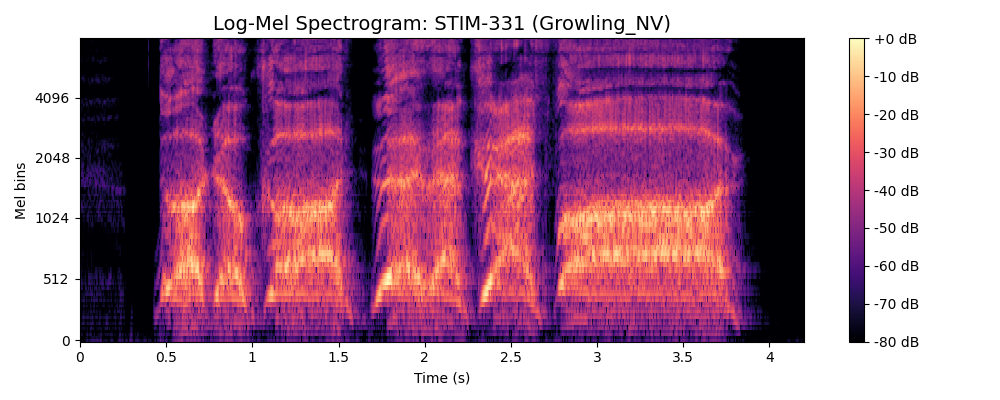 Log-Mel Spectrogram: STIM-331 (Growling_NV)
Mel bins
4096
2048
1024
512
0
0 0.5 1 1.5 2 2.5 3 3.5 4
Time (s)
+0 dB
-10 dB
-20 dB
-30 dB
-40 dB
-50 dB
-60 dB
-70 dB
-80 dB